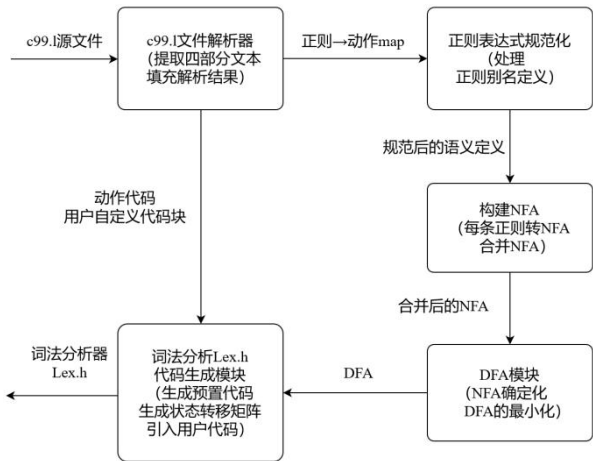 c99.l源文件
c99.l文件解析器
（提取四部分文本
填充解析结果）
正则→动作map
正则表达式规范化
（处理
正则别名定义）
规范后的语义定义
动作代码
用户自定义代码块
构建NFA
（每条正则转NFA
合并NFA）
合并后的NFA
词法分析器
Lex.h
词法分析Lex.h
代码生成模块
（生成预置代码
生成状态转移矩阵
引入用户代码）
DFA
DFA模块
（NFA确定化
DFA的最小化）